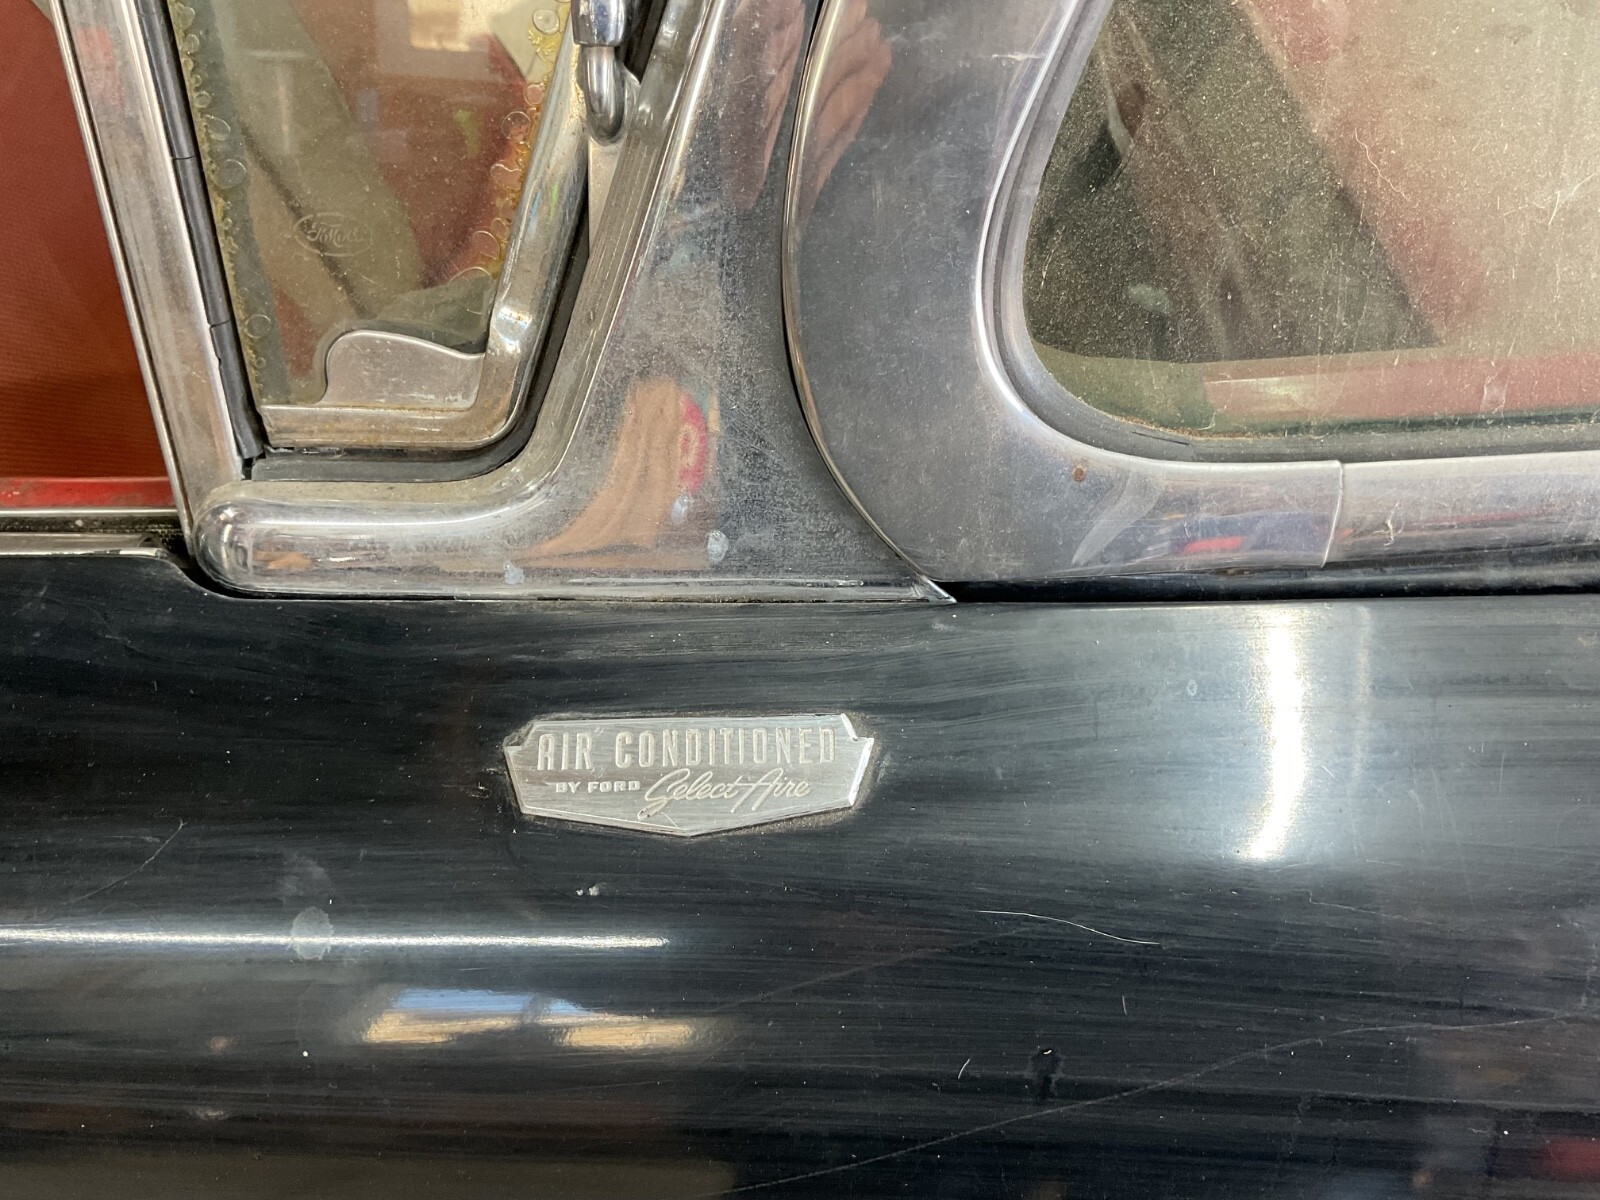 AIR CONDITIONED
BY FORD Select Aire